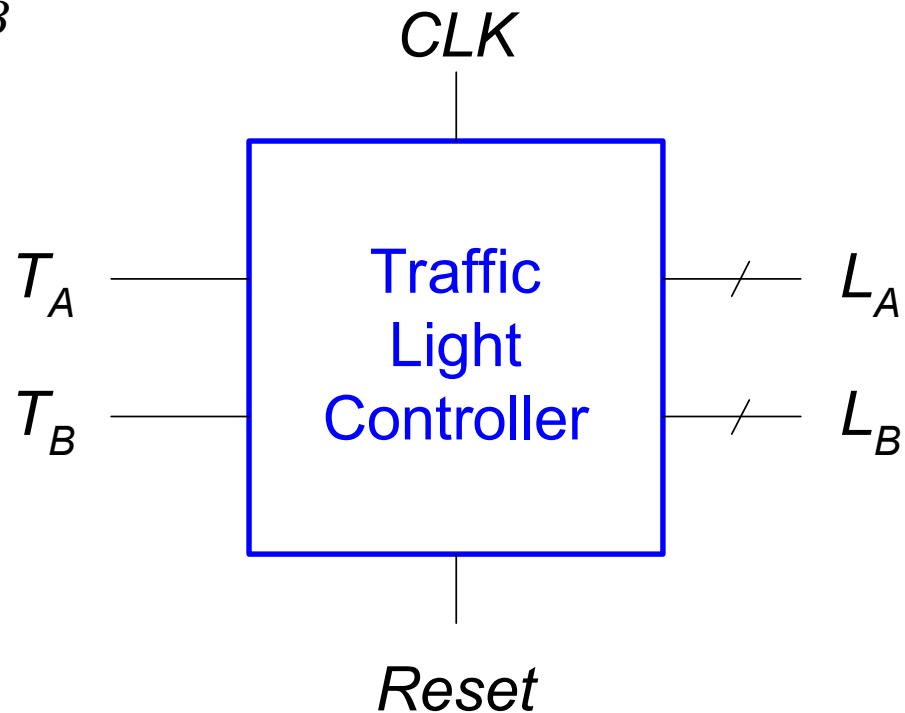 B
CLK
T_A
Traffic
Light
Controller
L_A
T_B
L_B
Reset